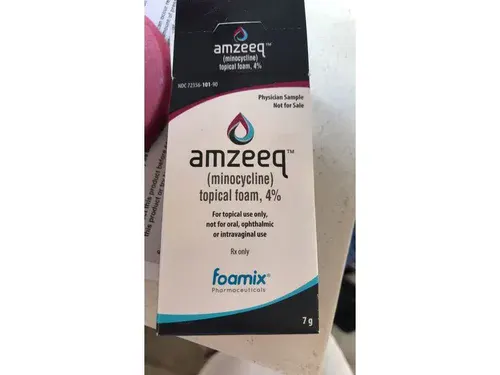 amzeeq™
(minocycline)
topical foam, 4%
NDC 72356-101-90
Physician Sample
Not for Sale
amzeeq™
(minocycline)
topical foam, 4%
For topical use only,
not for oral, ophthalmic
or intravaginal use
Rx only
foamix®
Pharmaceuticals
7 g